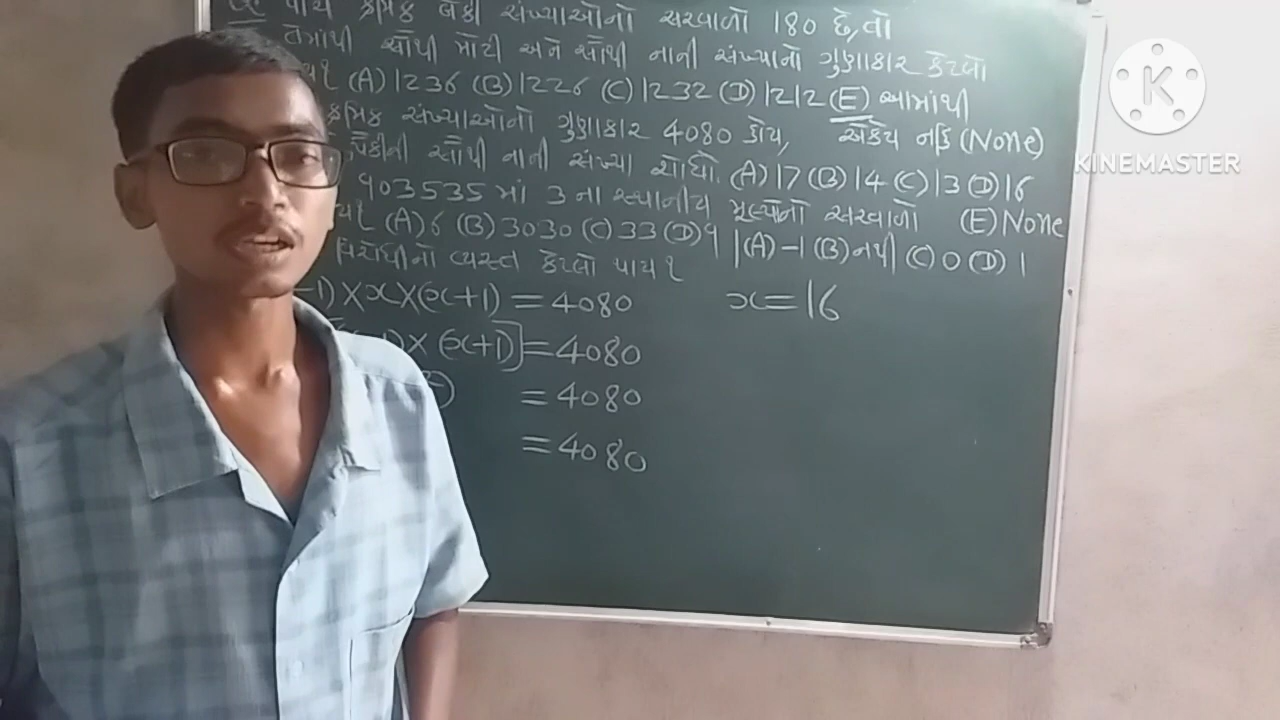 પાંચ ક્રમિક બેકી સંખ્યાઓનો સરવાળો 180 છે, તો
તેમાંથી સૌથી મોટી અને સૌથી નાની સંખ્યાનો ગુણાકાર કેટલો
(A) 1236 (B) 1226 (C) 1232 (D) 1212 (E) આમાંથી
ક્રમિક સંખ્યાઓનો ગુણાકાર 4080 હોય, એકેય નહિ (None)
પૈકીની સૌથી નાની સંખ્યા શોધો. (A) 17 (B) 14 (C) 13 (D) 16
903535 માં 3 ના સ્થાનીય મૂલ્યોનો સરવાળો (E) None
(A) 6 (B) 3030 (C) 33 (D) 9 | (A) -1 (B) નથી (C) 0 (D) 1
વિરોધીનો વ્યસ્ત કેટલો થાય?
-1) × x × (x+1) = 4080 x = 16
-1) × (x+1)] = 4080
= 4080
= 4080
K
KINEMASTER